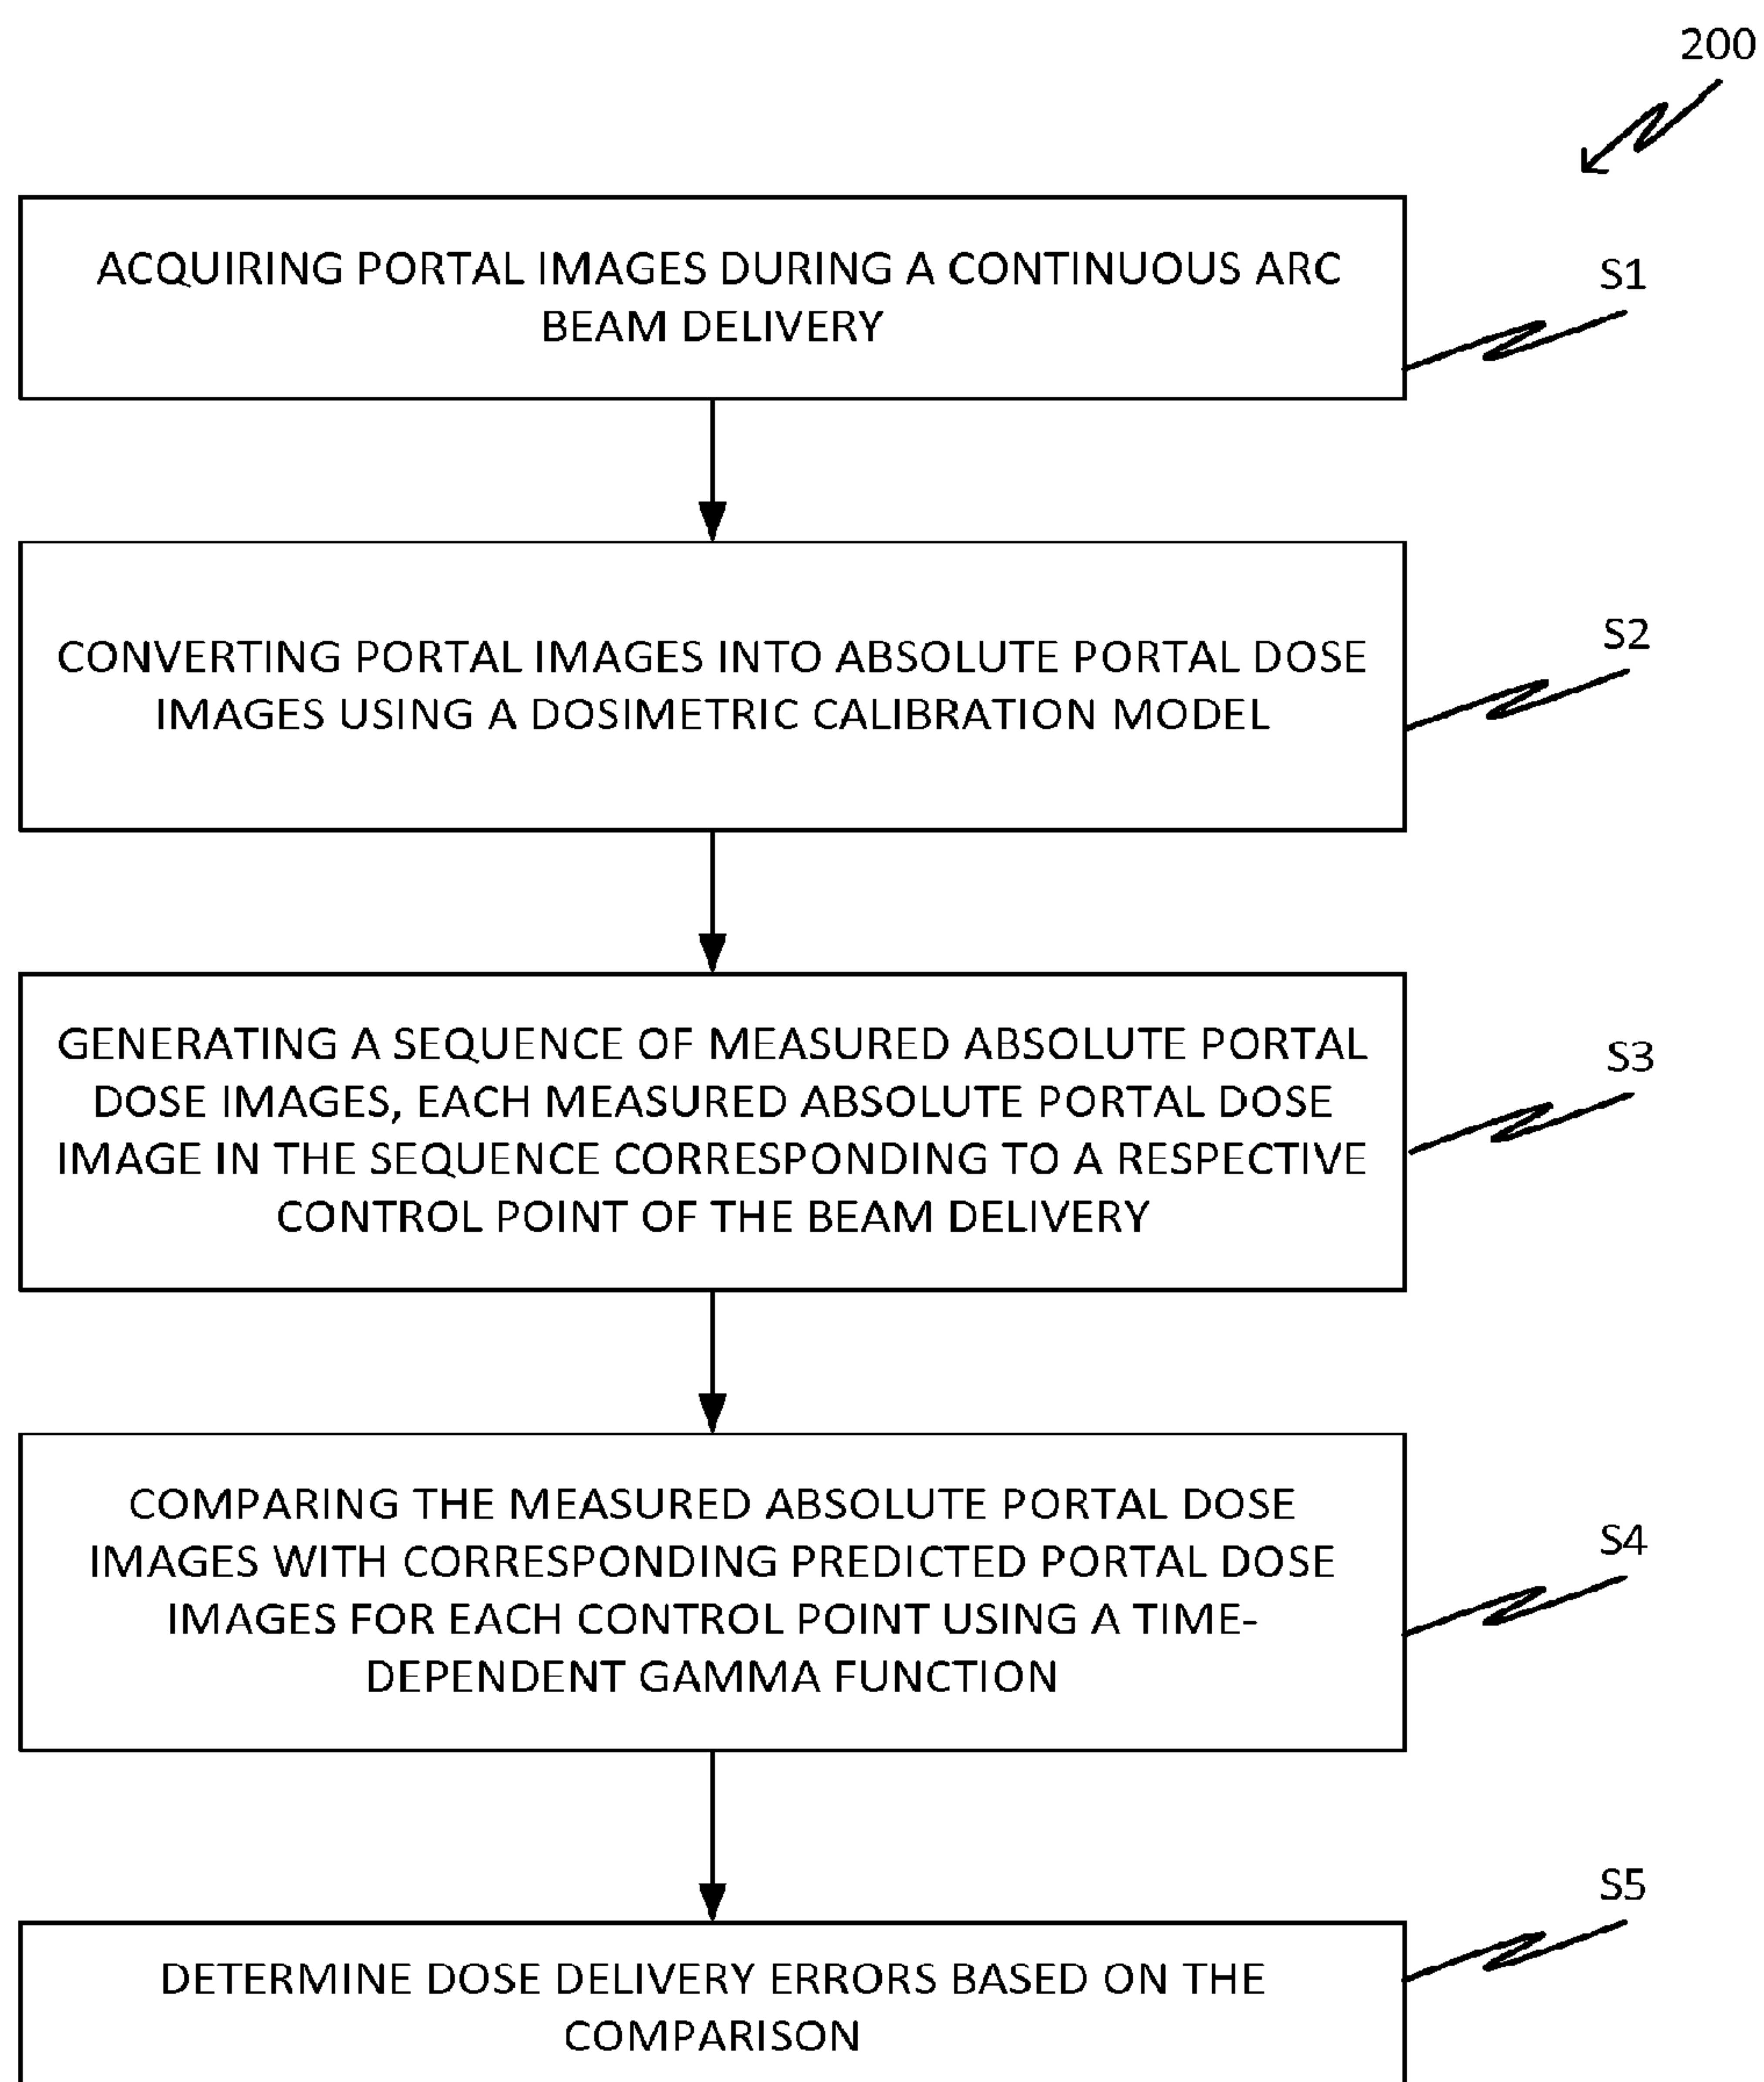 200
ACQUIRING PORTAL IMAGES DURING A CONTINUOUS ARC
BEAM DELIVERY
S1
CONVERTING PORTAL IMAGES INTO ABSOLUTE PORTAL DOSE
IMAGES USING A DOSIMETRIC CALIBRATION MODEL
S2
GENERATING A SEQUENCE OF MEASURED ABSOLUTE PORTAL
DOSE IMAGES, EACH MEASURED ABSOLUTE PORTAL DOSE
IMAGE IN THE SEQUENCE CORRESPONDING TO A RESPECTIVE
CONTROL POINT OF THE BEAM DELIVERY
S3
COMPARING THE MEASURED ABSOLUTE PORTAL DOSE
IMAGES WITH CORRESPONDING PREDICTED PORTAL DOSE
IMAGES FOR EACH CONTROL POINT USING A TIME-
DEPENDENT GAMMA FUNCTION
S4
DETERMINE DOSE DELIVERY ERRORS BASED ON THE
COMPARISON
S5